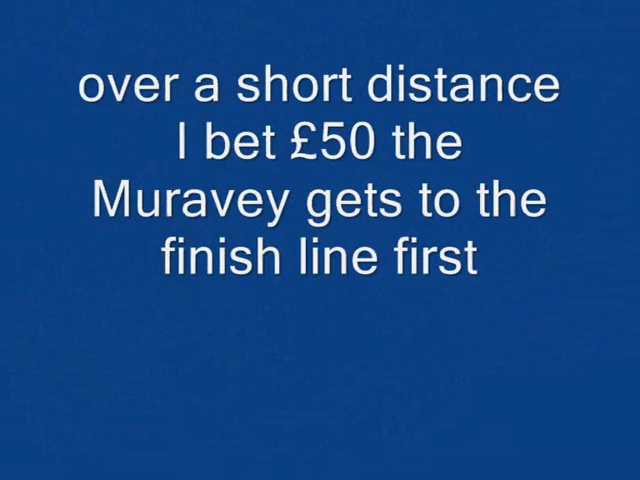 over a short distance
I bet £50 the
Muravey gets to the
finish line first